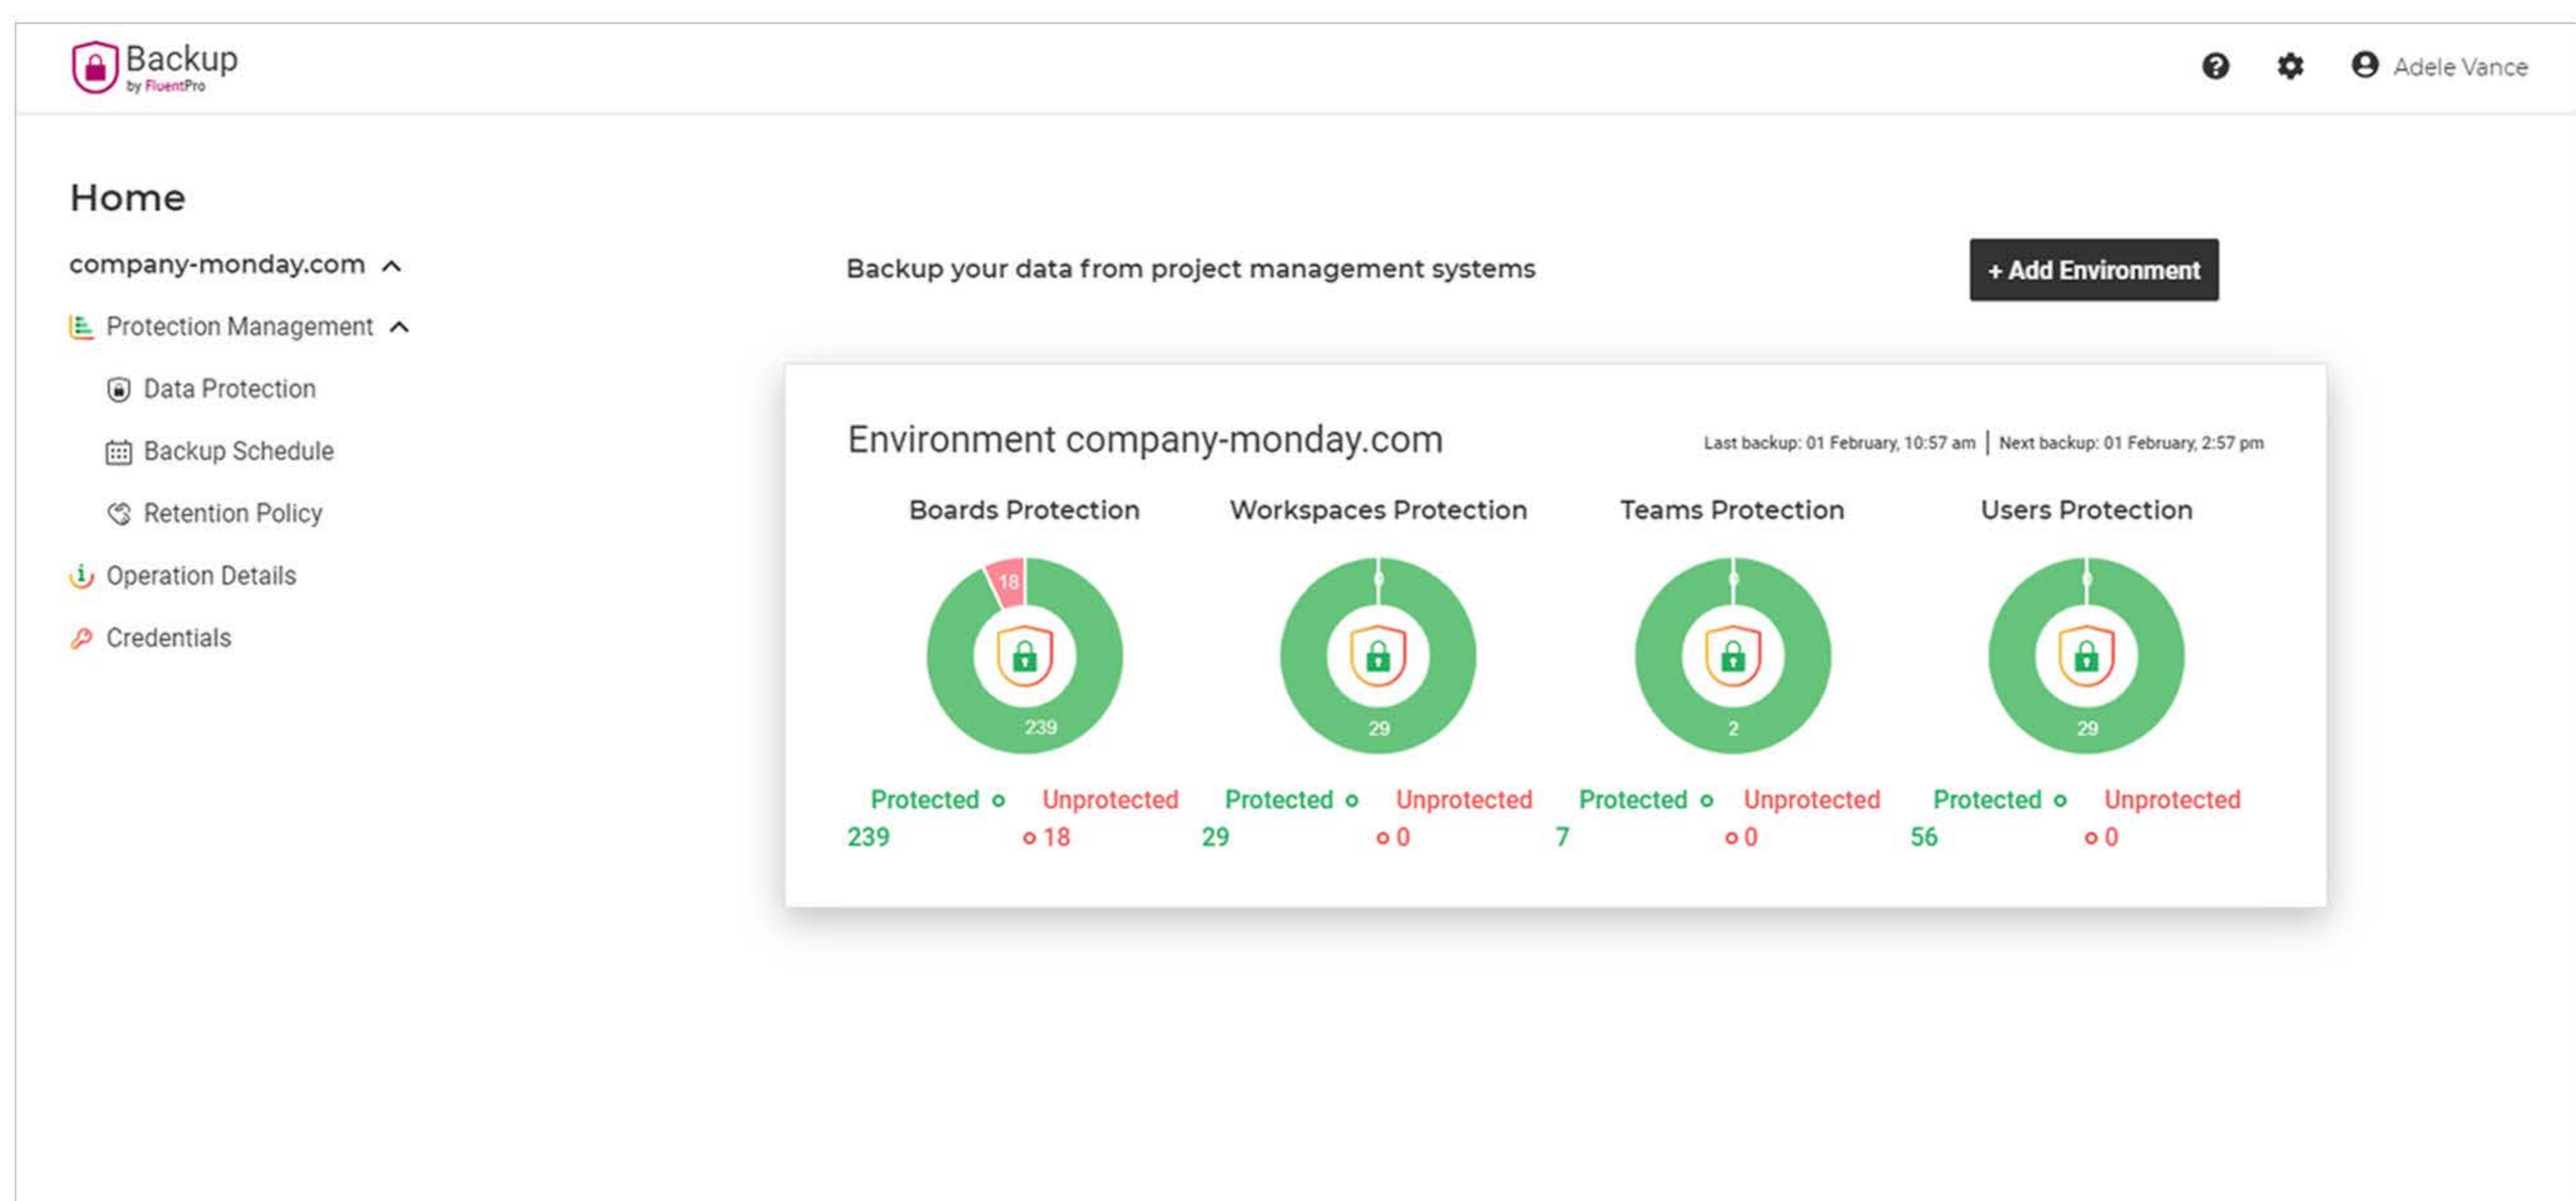 Backup
by FluentPro
Adele Vance
Home
company-monday.com
Protection Management
Data Protection
Backup Schedule
Retention Policy
Operation Details
Credentials
Backup your data from project management systems
+ Add Environment
Environment company-monday.com
Last backup: 01 February, 10:57 am | Next backup: 01 February, 2:57 pm
Boards Protection
18
239
Protected
Unprotected
239
18
Workspaces Protection
0
29
Protected
Unprotected
29
0
Teams Protection
0
2
Protected
Unprotected
7
0
Users Protection
0
29
Protected
Unprotected
56
0